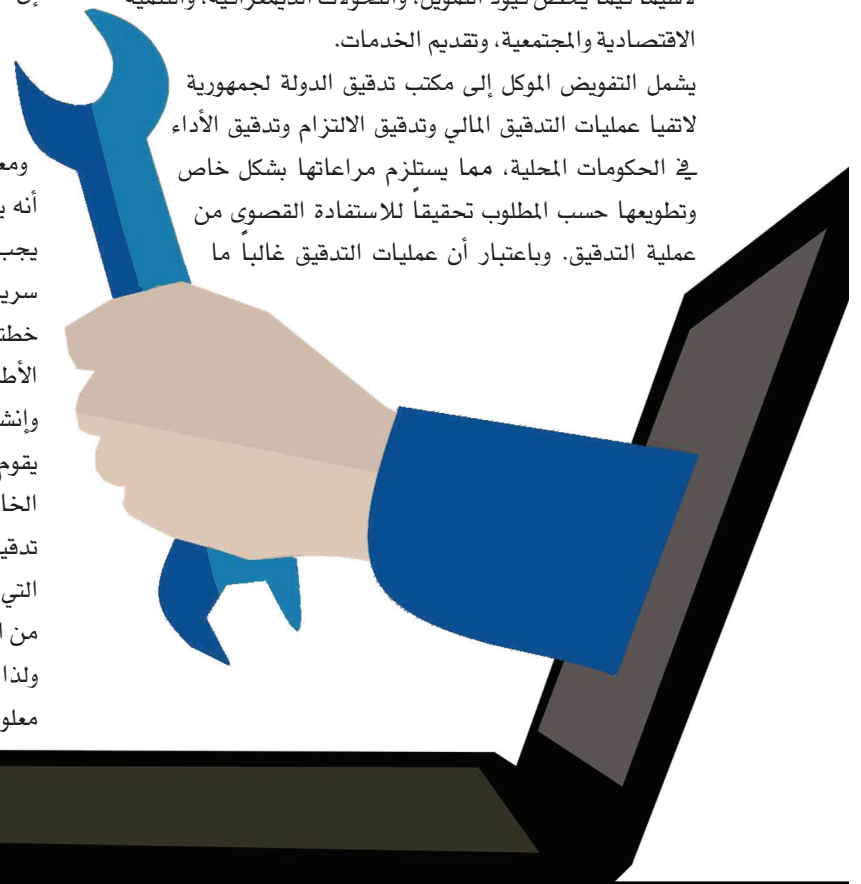 الاقتصادية والمجتمعية، وتقديم الخدمات.
يشمل التفويض الموكل إلى مكتب تدقيق الدولة لجمهورية
لاتفيا عمليات التدقيق المالي وتدقيق الالتزام وتدقيق الأداء
في الحكومات المحلية، مما يستلزم مراعاتها بشكل خاص
وتطويعها حسب المطلوب تحقيقاً للاستفادة القصوى من
عملية التدقيق. وباعتبار أن عمليات التدقيق غالباً ما
ومع
أنه ي
يجب
سري
خطت
الأط
وإنش
يقوم
الخا
تدقي
التي
من ا
ولذا
معلو